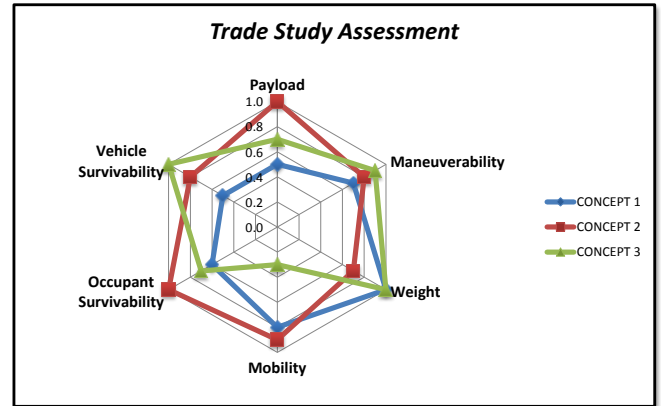 Trade Study Assessment
Payload
1.0
0.8
0.6
0.4
0.2
0.0
Vehicle
Survivability
Maneuverability
Occupant
Survivability
Weight
Mobility
CONCEPT 1
CONCEPT 2
CONCEPT 3